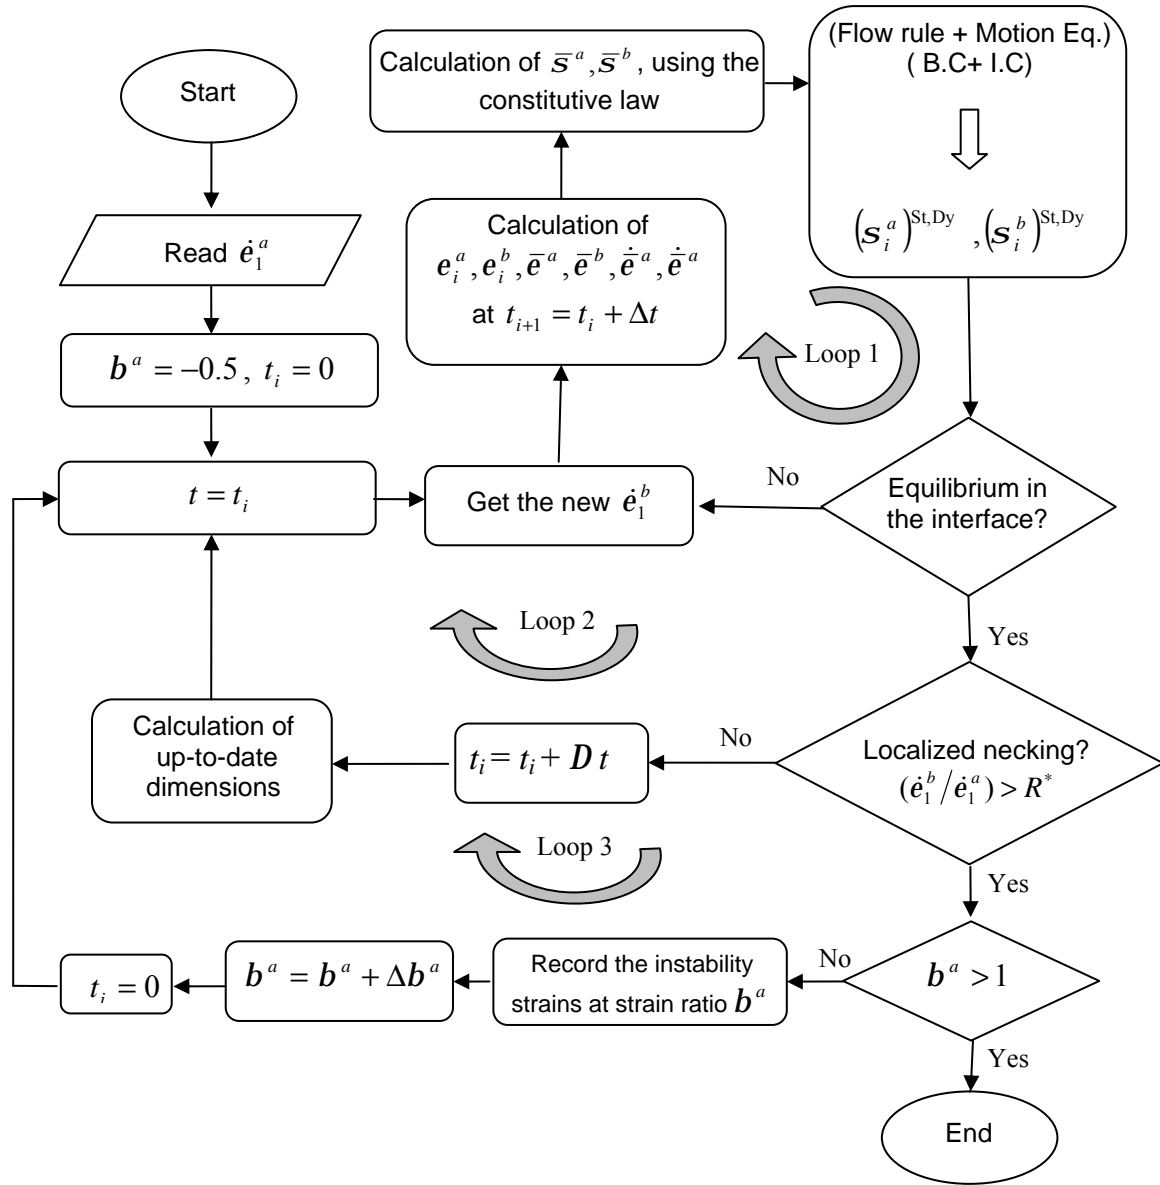 Start
Read ė₁ᵃ
bᵃ = −0.5 , tᵢ = 0
t = tᵢ
Get the new ė₁ᵇ
Calculation of
eᵢᵃ, eᵢᵇ, e̅ᵃ, e̅ᵇ, ė̅ᵃ, ė̅ᵃ
at tᵢ₊₁ = tᵢ + Δt
Calculation of s̅ᵃ, s̅ᵇ, using the
constitutive law
(Flow rule + Motion Eq.)
( B.C+ I.C)
(sᵢᵃ)^St,Dy , (sᵢᵇ)^St,Dy
Loop 1
Equilibrium in
the interface?
No
Yes
Loop 2
Localized necking?
(ė₁ᵇ/ė₁ᵃ) > R*
No
tᵢ = tᵢ + D t
Calculation of
up-to-date
dimensions
Loop 3
Yes
bᵃ > 1
No
Record the instability
strains at strain ratio bᵃ
bᵃ = bᵃ + Δbᵃ
tᵢ = 0
Yes
End